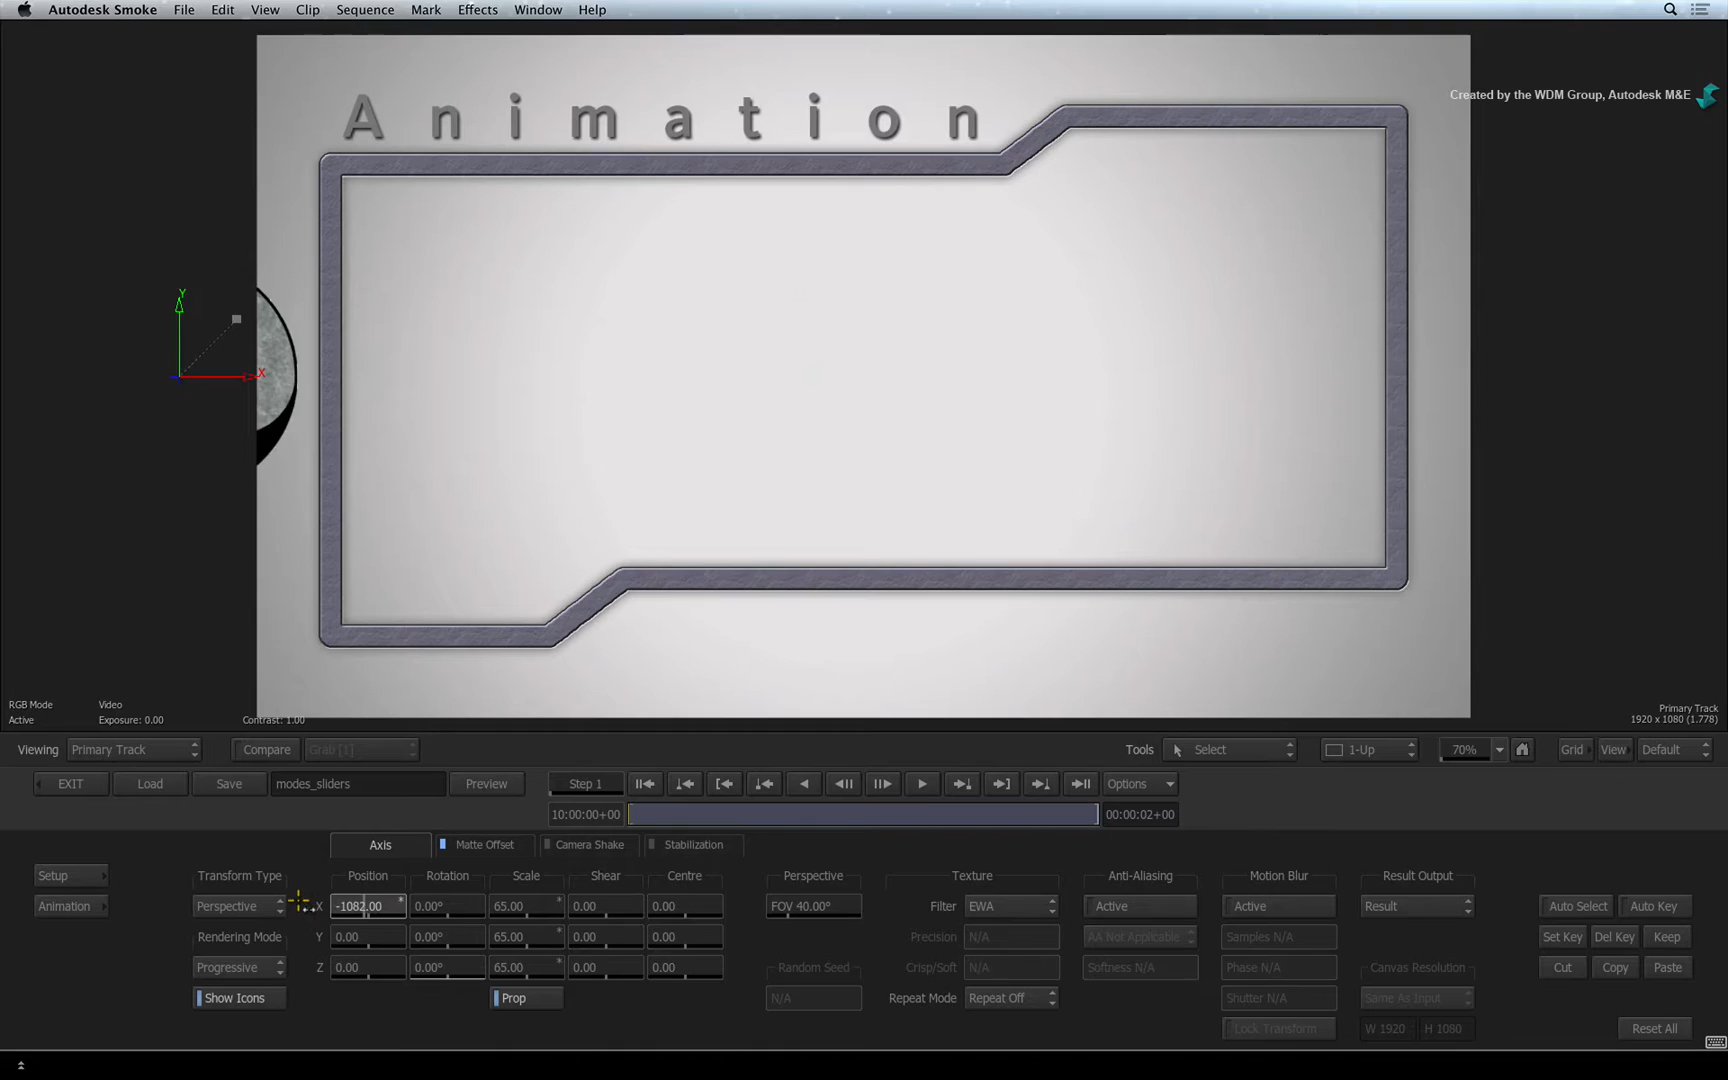 Autodesk Smoke File Edit View Clip Sequence Mark Effects Window Help
Created by the WDM Group, Autodesk M&E
Animation
Y
X
RGB Mode Video
Active Exposure: 0.00 Contrast: 1.00
Primary Track
1920 x 1080 (1.778)
Viewing Primary Track Compare Grab [1] Tools Select 1-Up 70% Grid View Default
EXIT Load Save modes_sliders Preview Step 1 Options
10:00:00+00 00:00:02+00
Axis Matte Offset Camera Shake Stabilization
Setup Transform Type Position Rotation Scale Shear Centre Perspective Texture Anti-Aliasing Motion Blur Result Output
Animation Perspective X -1082.00 * 0.00° 65.00 * 0.00 0.00 FOV 40.00° Filter EWA Active Active Result Auto Select Auto Key
Rendering Mode Y 0.00 0.00° 65.00 * 0.00 0.00 Precision N/A AA Not Applicable Samples N/A Set Key Del Key Keep
Progressive Z 0.00 0.00° 65.00 * 0.00 0.00 Random Seed Crisp/Soft N/A Softness N/A Phase N/A Canvas Resolution Cut Copy Paste
Show Icons Prop N/A Repeat Mode Repeat Off Shutter N/A Same As Input
Lock Transform W 1920 H 1080 Reset All